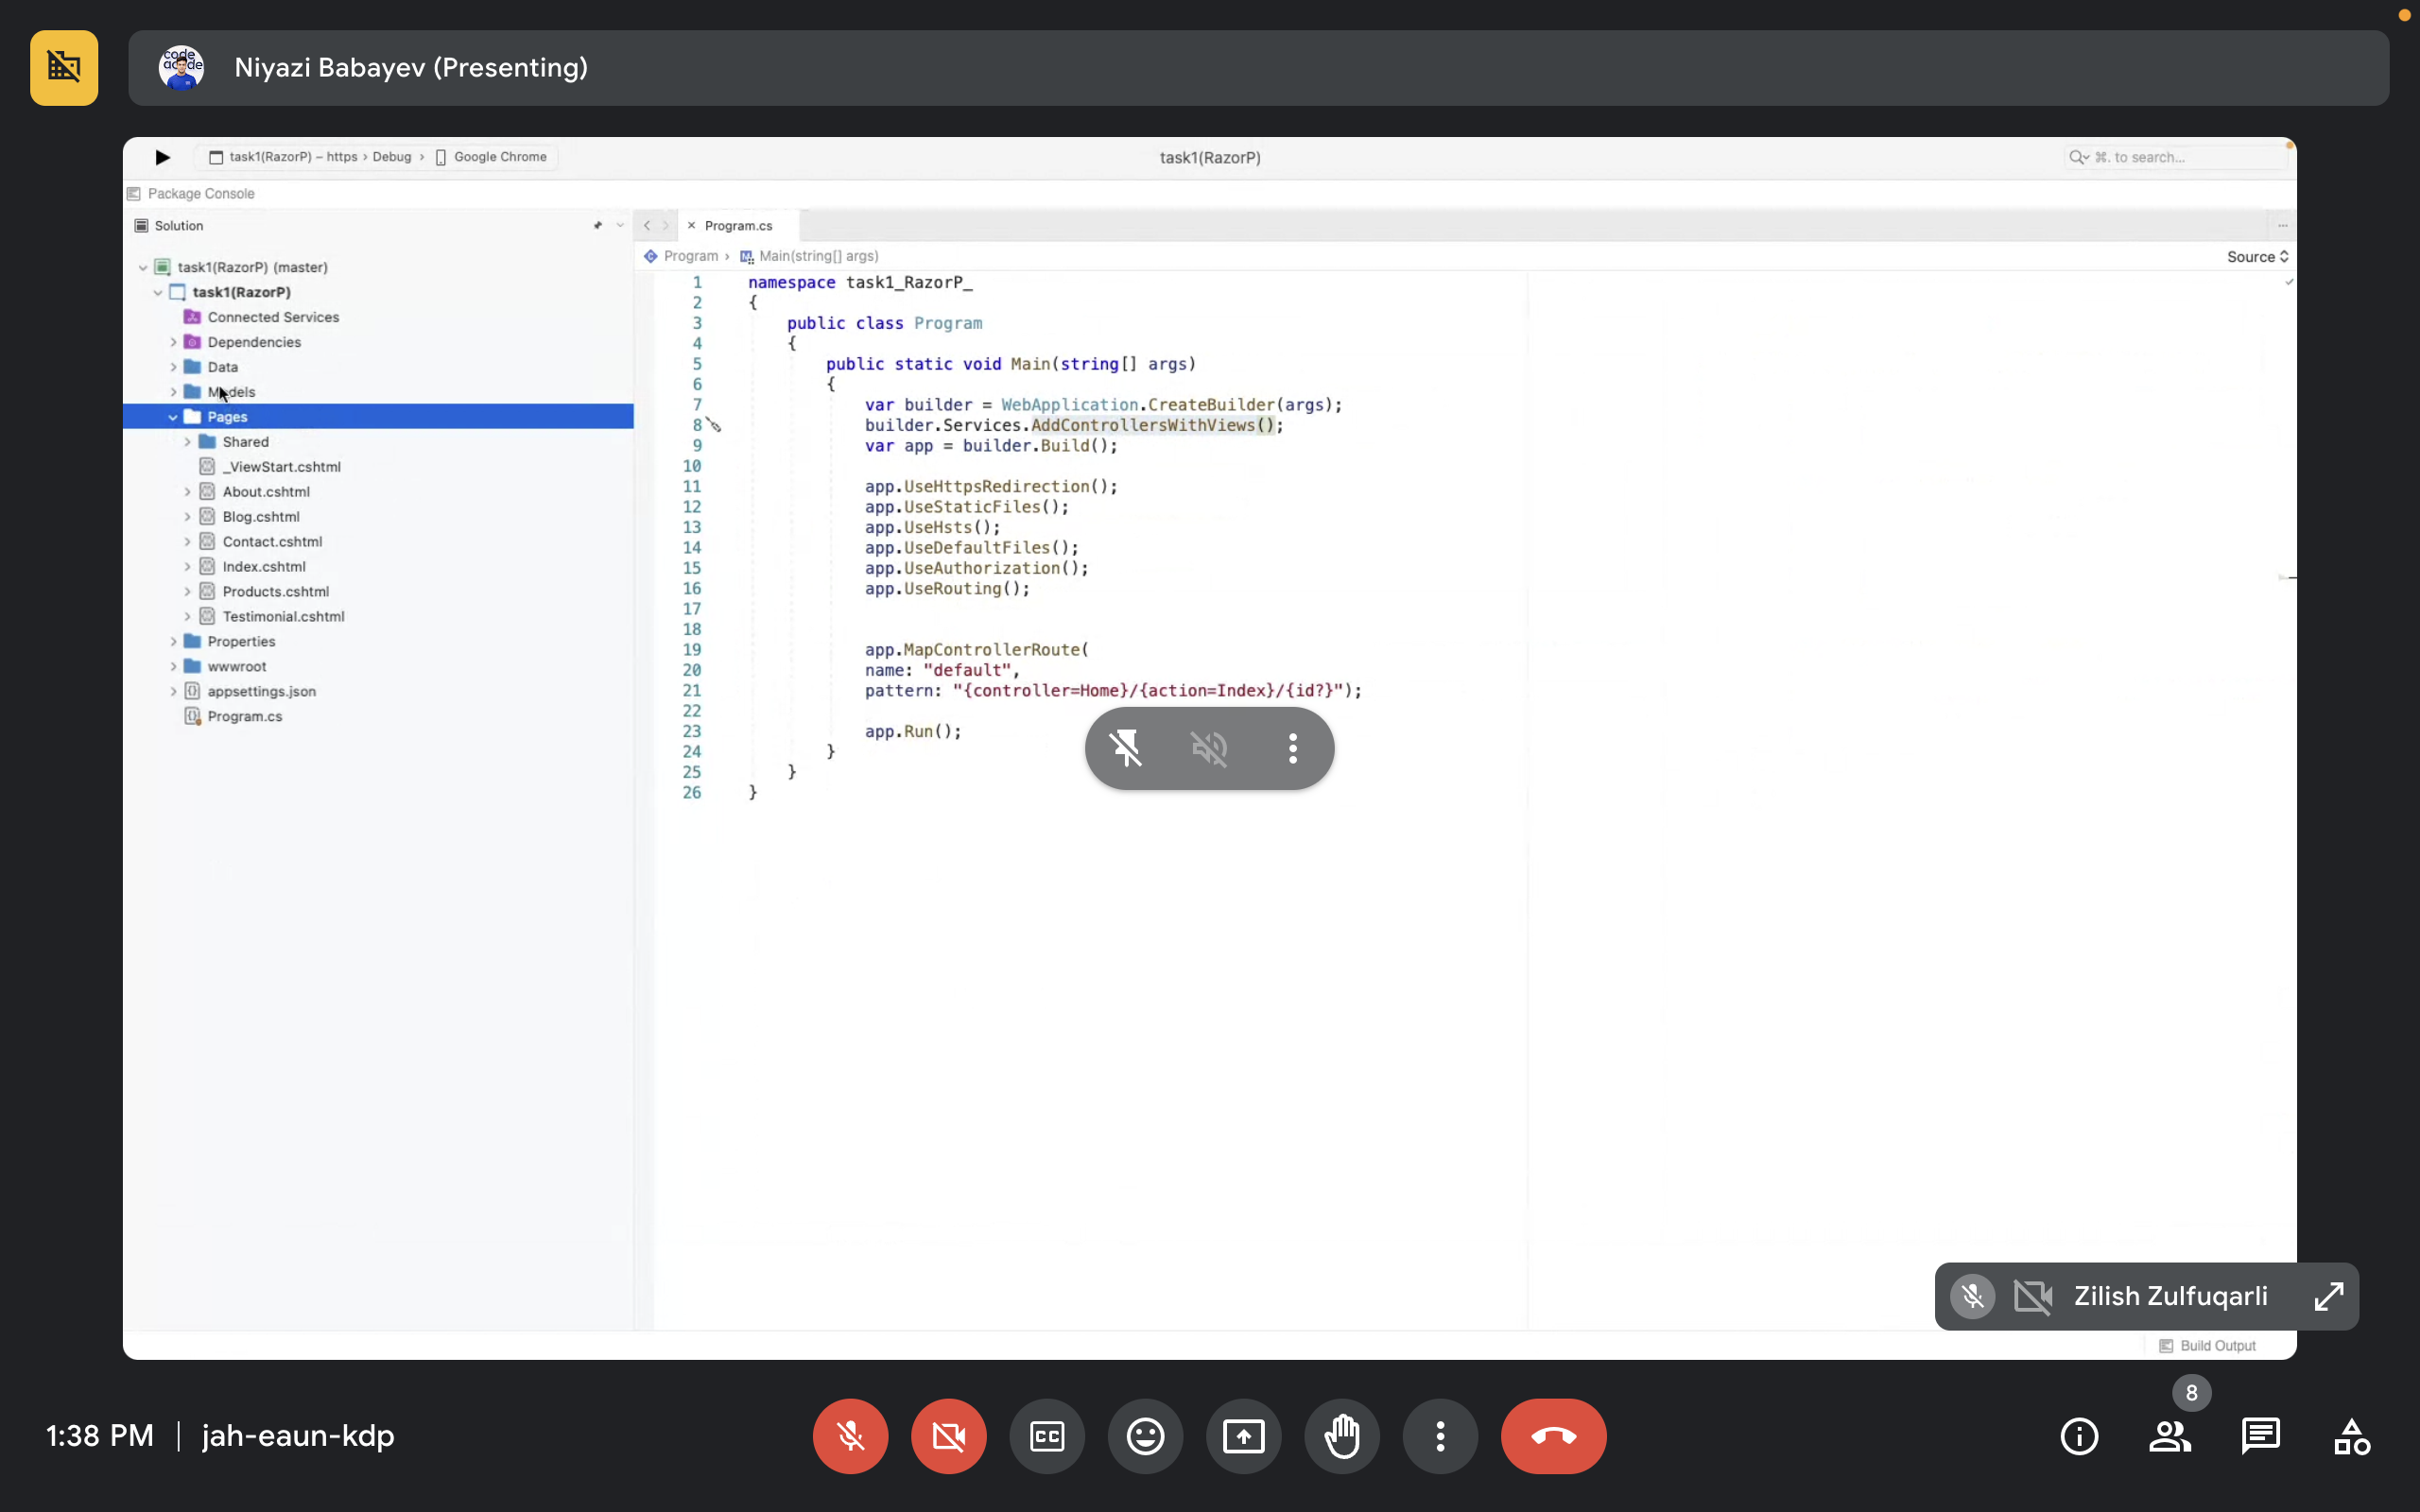 code
acade
Niyazi Babayev (Presenting)
task1(RazorP) – https › Debug › Google Chrome
task1(RazorP)
⌘. to search...
Package Console
Solution
Program.cs
Program › Main(string[] args)
Source
task1(RazorP) (master)
task1(RazorP)
Connected Services
Dependencies
Data
Models
Pages
Shared
_ViewStart.cshtml
About.cshtml
Blog.cshtml
Contact.cshtml
Index.cshtml
Products.cshtml
Testimonial.cshtml
Properties
wwwroot
appsettings.json
Program.cs
1 namespace task1_RazorP_
2 {
3 public class Program
4 {
5 public static void Main(string[] args)
6 {
7 var builder = WebApplication.CreateBuilder(args);
8 builder.Services.AddControllersWithViews();
9 var app = builder.Build();
10
11 app.UseHttpsRedirection();
12 app.UseStaticFiles();
13 app.UseHsts();
14 app.UseDefaultFiles();
15 app.UseAuthorization();
16 app.UseRouting();
17
18
19 app.MapControllerRoute(
20 name: "default",
21 pattern: "{controller=Home}/{action=Index}/{id?}");
22
23 app.Run();
24 }
25 }
26 }
Zilish Zulfuqarli
Build Output
1:38 PM | jah-eaun-kdp
CC
8